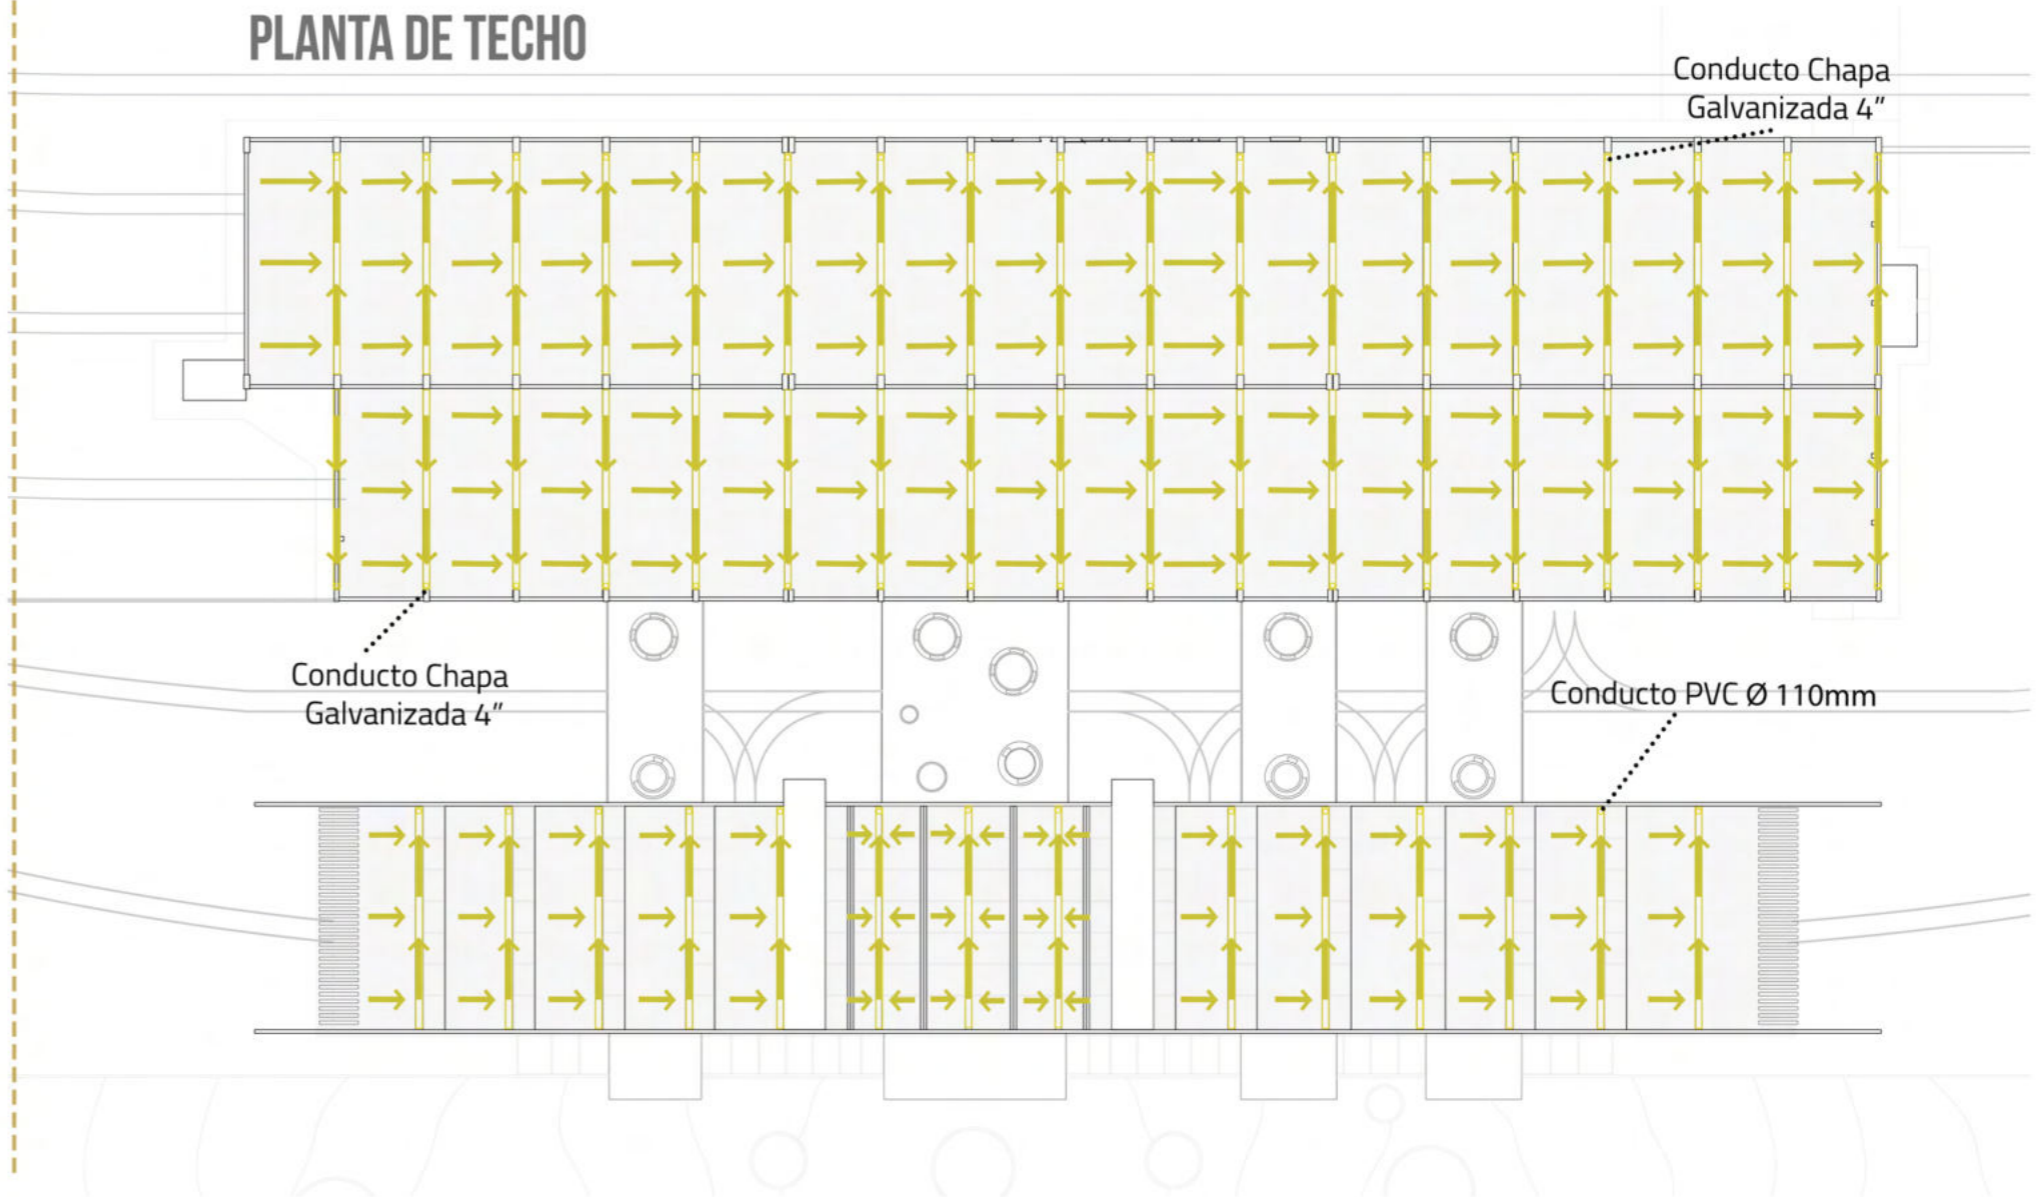 PLANTA DE TECHO
Conducto Chapa
Galvanizada 4”
Conducto Chapa
Galvanizada 4”
Conducto PVC Ø 110mm